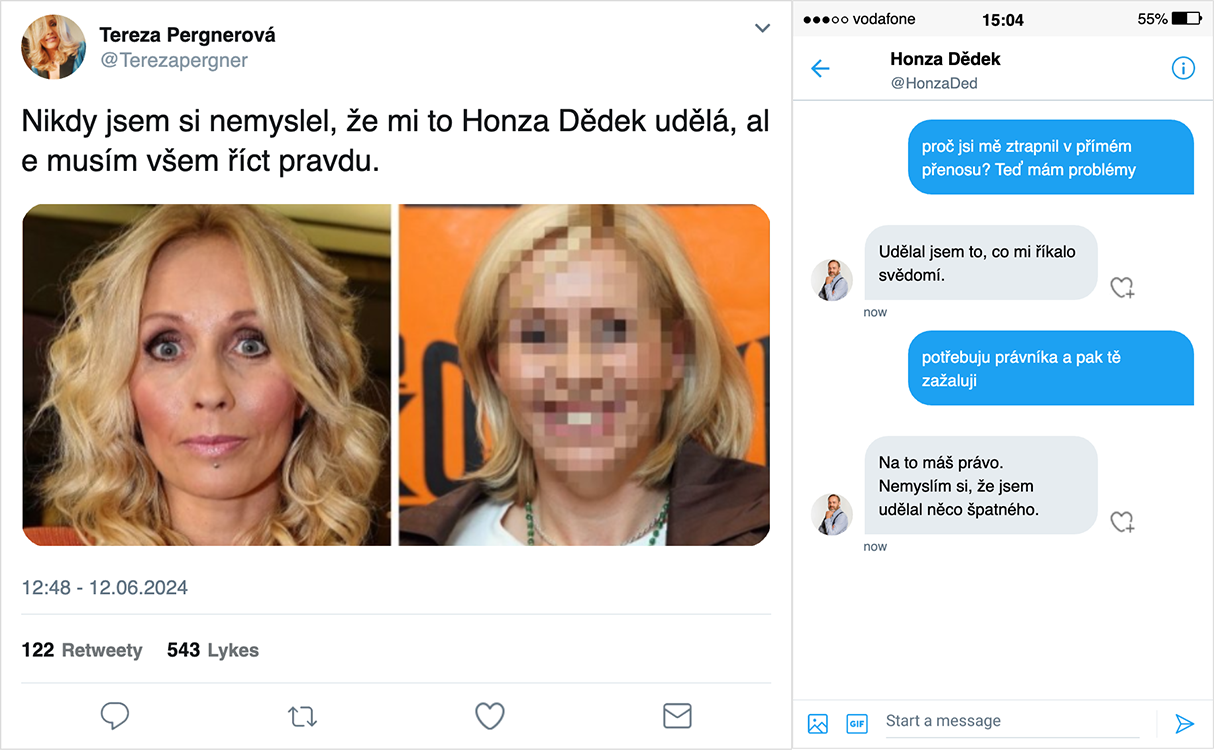 Tereza Pergnerová
@Terezapergner
Nikdy jsem si nemyslel, že mi to Honza Dědek udělá, al
e musím všem říct pravdu.
12:48 - 12.06.2024
122 Retweety 543 Lykes
vodafone 15:04 55%
Honza Dědek
@HonzaDed
proč jsi mě ztrapnil v přímém
přenosu? Teď mám problémy
Udělal jsem to, co mi říkalo
svědomí.
now
potřebuju právníka a pak tě
zažaluji
Na to máš právo.
Nemyslím si, že jsem
udělal něco špatného.
now
GIF Start a message